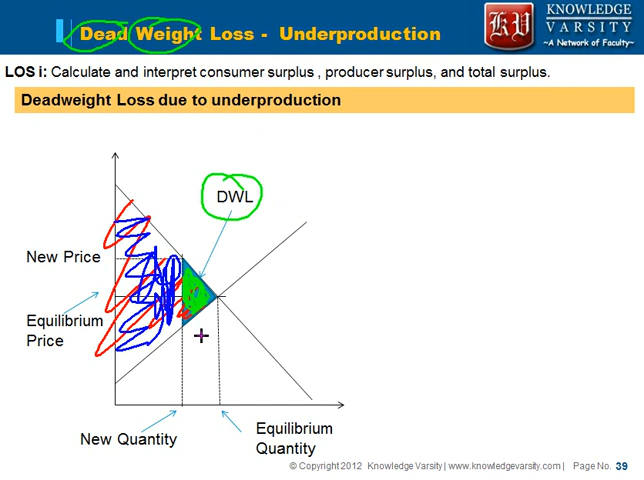 Dead Weight Loss - Underproduction
KNOWLEDGE
VARSITY
~A Network of Faculty~
KV
LOS i: Calculate and interpret consumer surplus , producer surplus, and total surplus.
Deadweight Loss due to underproduction
DWL
New Price
Equilibrium
Price
New Quantity
Equilibrium
Quantity
© Copyright 2012 Knowledge Varsity | www.knowledgevarsity.com | Page No. 39